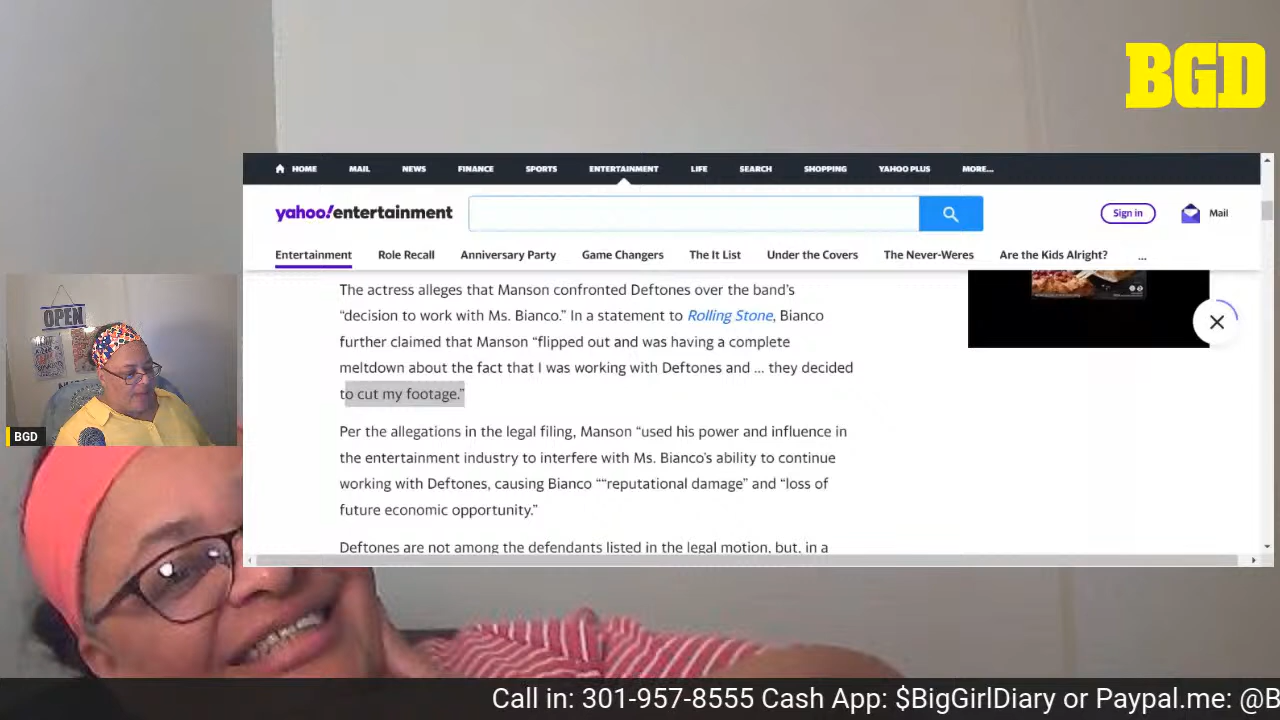 BGD
HOME MAIL NEWS FINANCE SPORTS ENTERTAINMENT LIFE SEARCH SHOPPING YAHOO PLUS MORE...
yahoo!entertainment
Sign in Mail
Entertainment Role Recall Anniversary Party Game Changers The It List Under the Covers The Never-Weres Are the Kids Alright? ...
The actress alleges that Manson confronted Deftones over the band’s
“decision to work with Ms. Bianco.” In a statement to Rolling Stone, Bianco
further claimed that Manson “flipped out and was having a complete
meltdown about the fact that I was working with Deftones and ... they decided
to cut my footage.”
Per the allegations in the legal filing, Manson “used his power and influence in
the entertainment industry to interfere with Ms. Bianco’s ability to continue
working with Deftones, causing Bianco ““reputational damage” and “loss of
future economic opportunity.”
Deftones are not among the defendants listed in the legal motion, but, in a
OPEN
BGD
Call in: 301-957-8555 Cash App: $BigGirlDiary or Paypal.me: @B